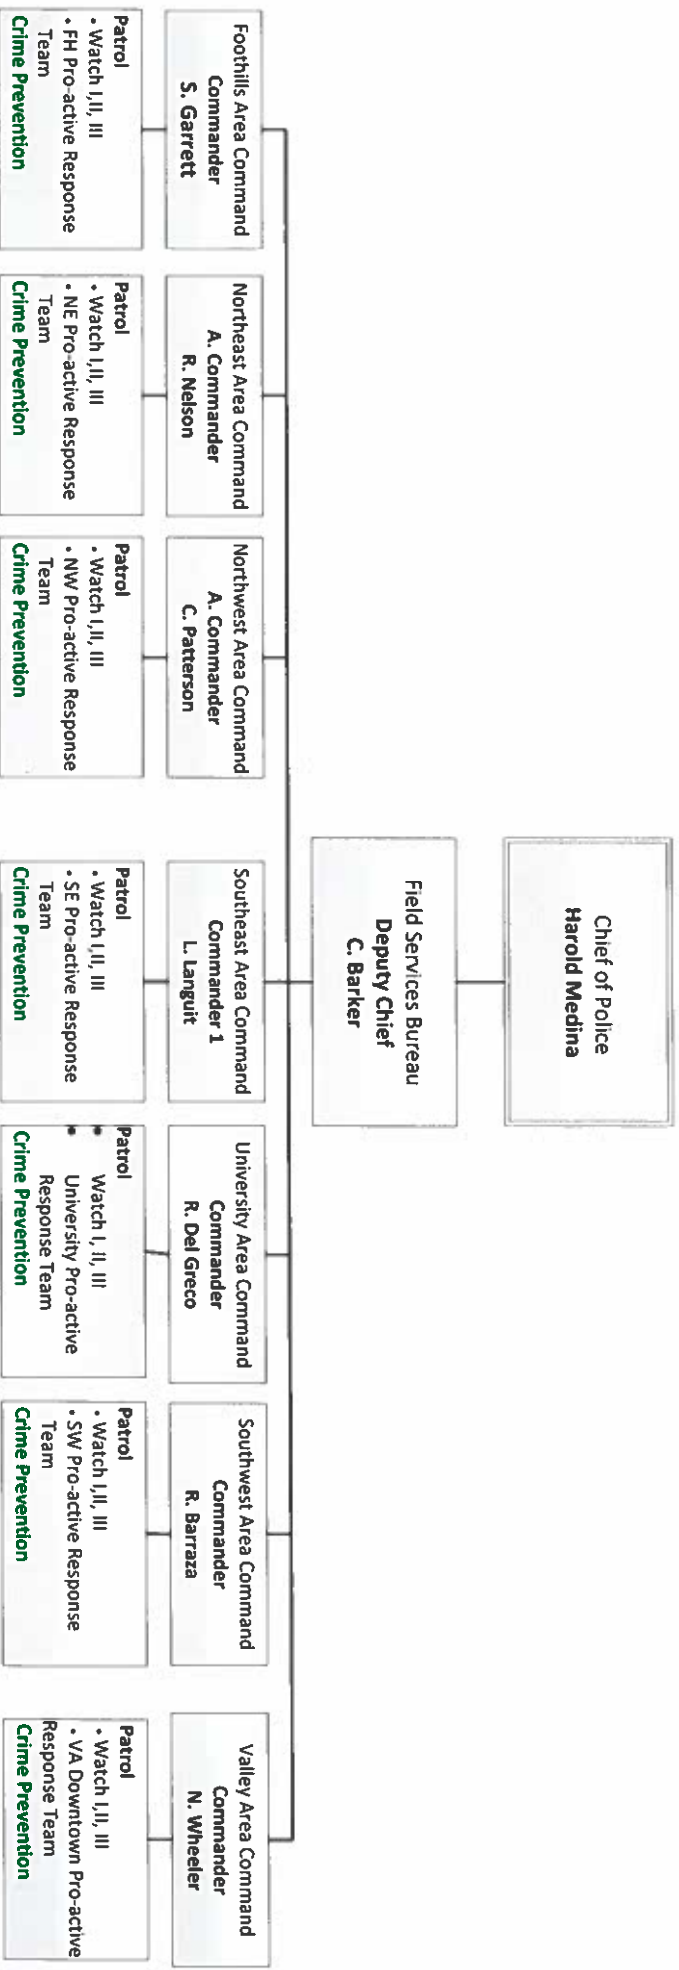 Chief of Police
Harold Medina
Field Services Bureau
Deputy Chief
C. Barker
Foothills Area Command
Commander
S. Garrett
Northeast Area Command
A. Commander
R. Nelson
Northwest Area Command
A. Commander
C. Patterson
Southeast Area Command
Commander 1
L. Languit
University Area Command
Commander
R. Del Greco
Southwest Area Command
Commander
R. Barraza
Valley Area Command
Commander
N. Wheeler
Patrol
• Watch I,II, III
• FH Pro-active Response
Team
Crime Prevention
Patrol
• Watch I,II, III
• NE Pro-active Response
Team
Crime Prevention
Patrol
• Watch I,II, III
• NW Pro-active Response
Team
Crime Prevention
Patrol
• Watch I,II, III
• SE Pro-active Response
Team
Crime Prevention
Patrol
• Watch I, II, III
• University Pro-active
Response Team
Crime Prevention
Patrol
• Watch I,II, III
• SW Pro-active Response
Team
Crime Prevention
Patrol
• Watch I,II, III
• VA Downtown Pro-active
Response Team
Crime Prevention